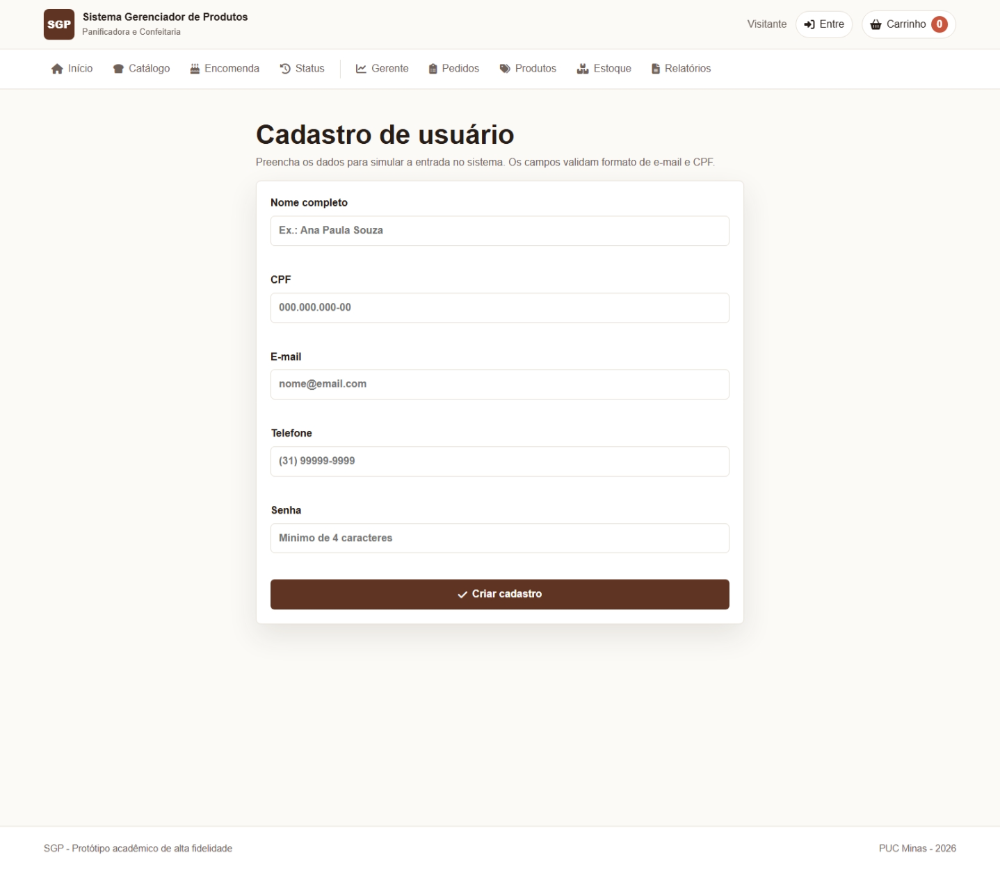 SGP
Sistema Gerenciador de Produtos
Panificadora e Confeitaria
Visitante
Entre
Carrinho 0
Início
Catálogo
Encomenda
Status
Gerente
Pedidos
Produtos
Estoque
Relatórios
Cadastro de usuário
Preencha os dados para simular a entrada no sistema. Os campos validam formato de e-mail e CPF.
Nome completo
Ex.: Ana Paula Souza
CPF
000.000.000-00
E-mail
nome@email.com
Telefone
(31) 99999-9999
Senha
Mínimo de 4 caracteres
Criar cadastro
SGP - Protótipo acadêmico de alta fidelidade
PUC Minas - 2026